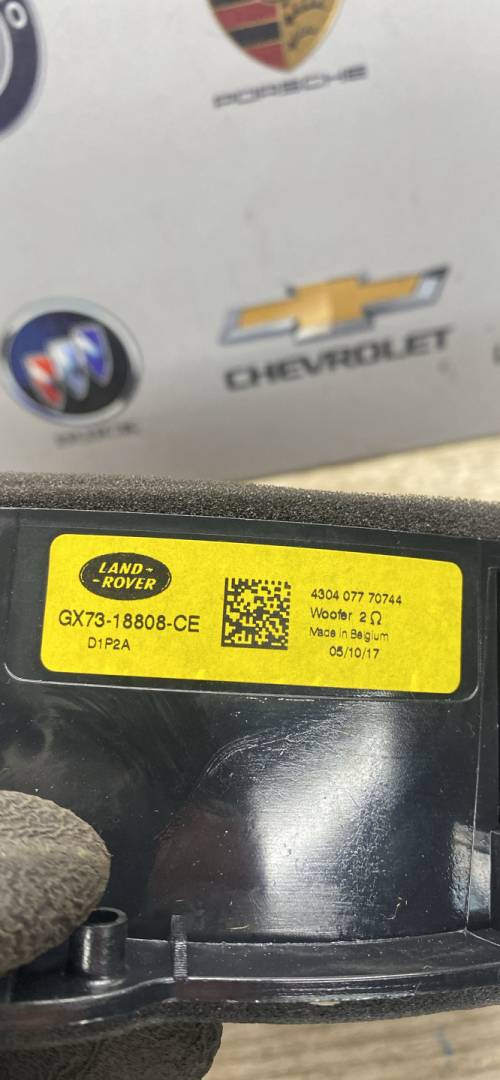 PORSCHE
CHEVROLET
LAND-
-ROVER
GX73-18808-CE
D1P2A
4304 077 70744
Woofer 2 Ω
Made in Belgium
05/10/17